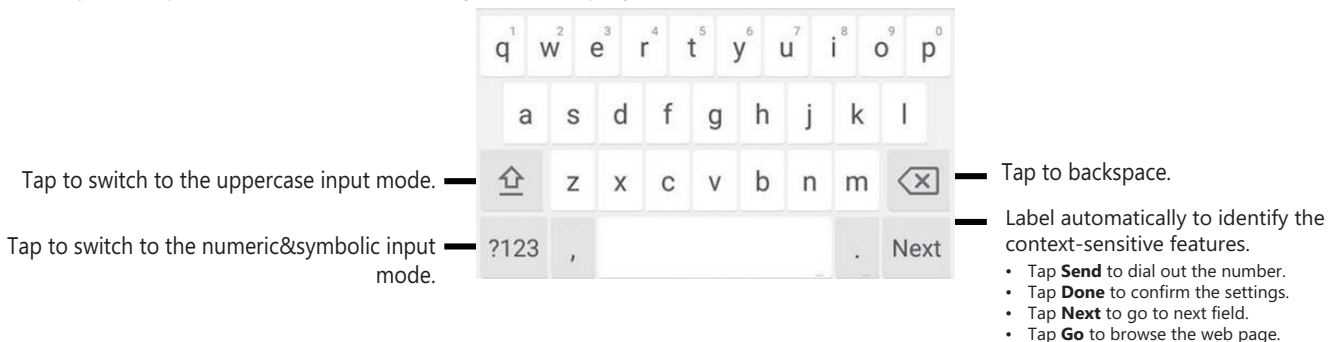 q 1 w 2 e 3 r 4 t 5 y 6 u 7 i 8 o 9 p 0
a s d f g h j k l
Tap to switch to the uppercase input mode.
z x c v b n m
Tap to backspace.
Tap to switch to the numeric&symbolic input
mode.
?123 , . Next
Label automatically to identify the
context-sensitive features.
• Tap Send to dial out the number.
• Tap Done to confirm the settings.
• Tap Next to go to next field.
• Tap Go to browse the web page.